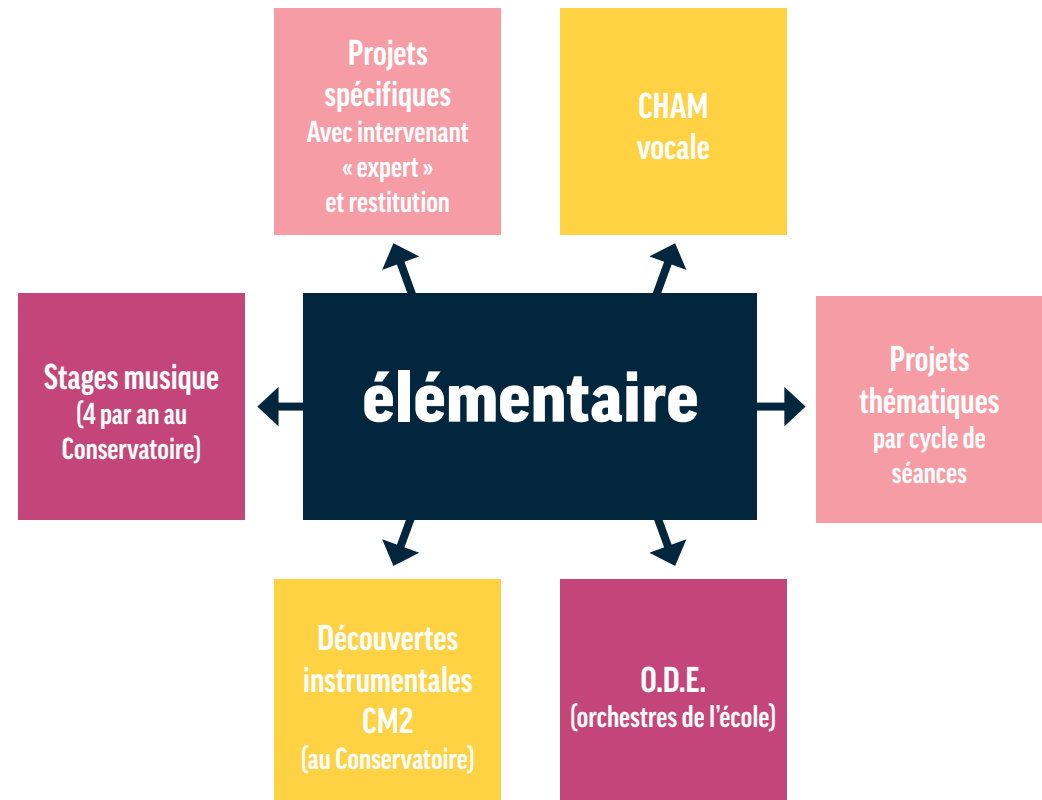 Projets
spécifiques
Avec intervenant
« expert »
et restitution
CHAM
vocale
Stages musique
(4 par an au
Conservatoire)
élémentaire
Projets
thématiques
par cycle de
séances
Découvertes
instrumentales
CM2
(au Conservatoire)
O.D.E.
(orchestres de l’école)